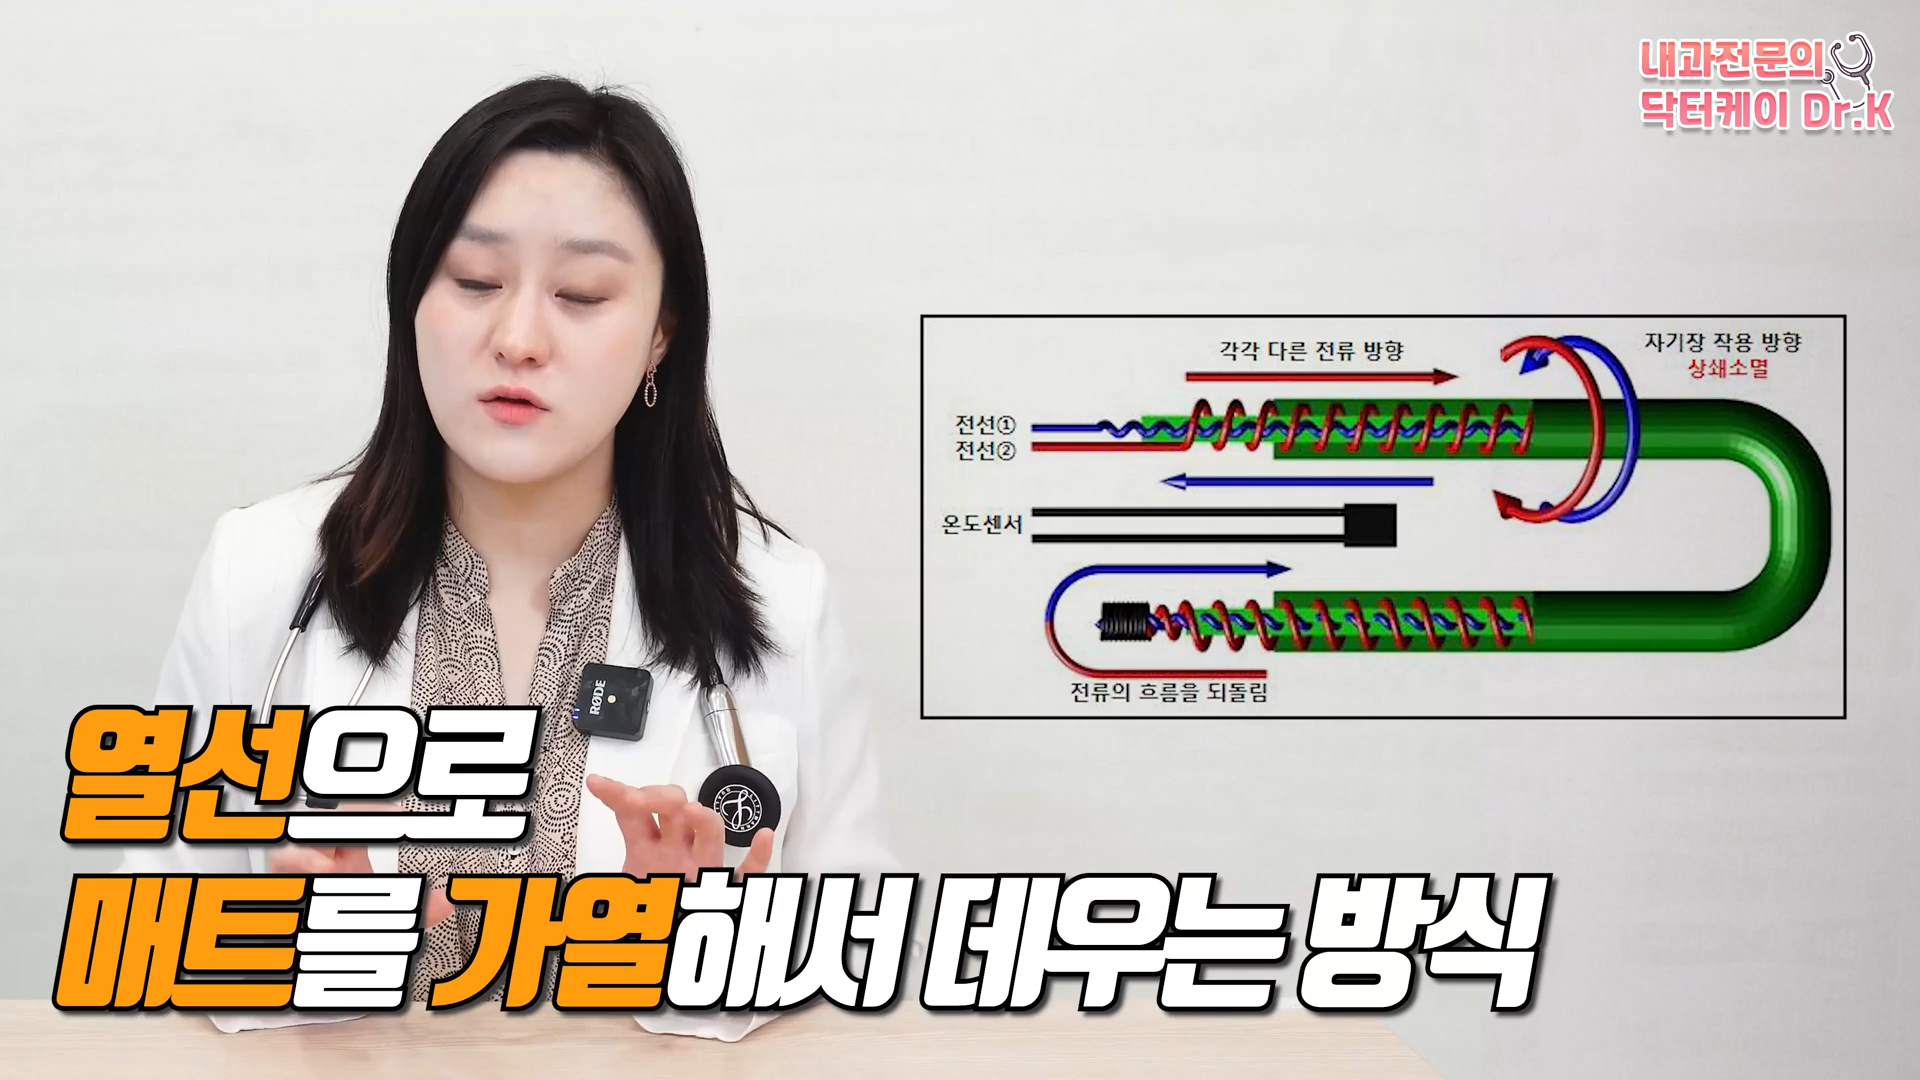 내과전문의
닥터케이 Dr.K
각각 다른 전류 방향
자기장 작용 방향
상쇄소멸
전선①
전선②
온도센서
전류의 흐름을 되돌림
RØDE
열선으로
매트를 가열해서 데우는 방식